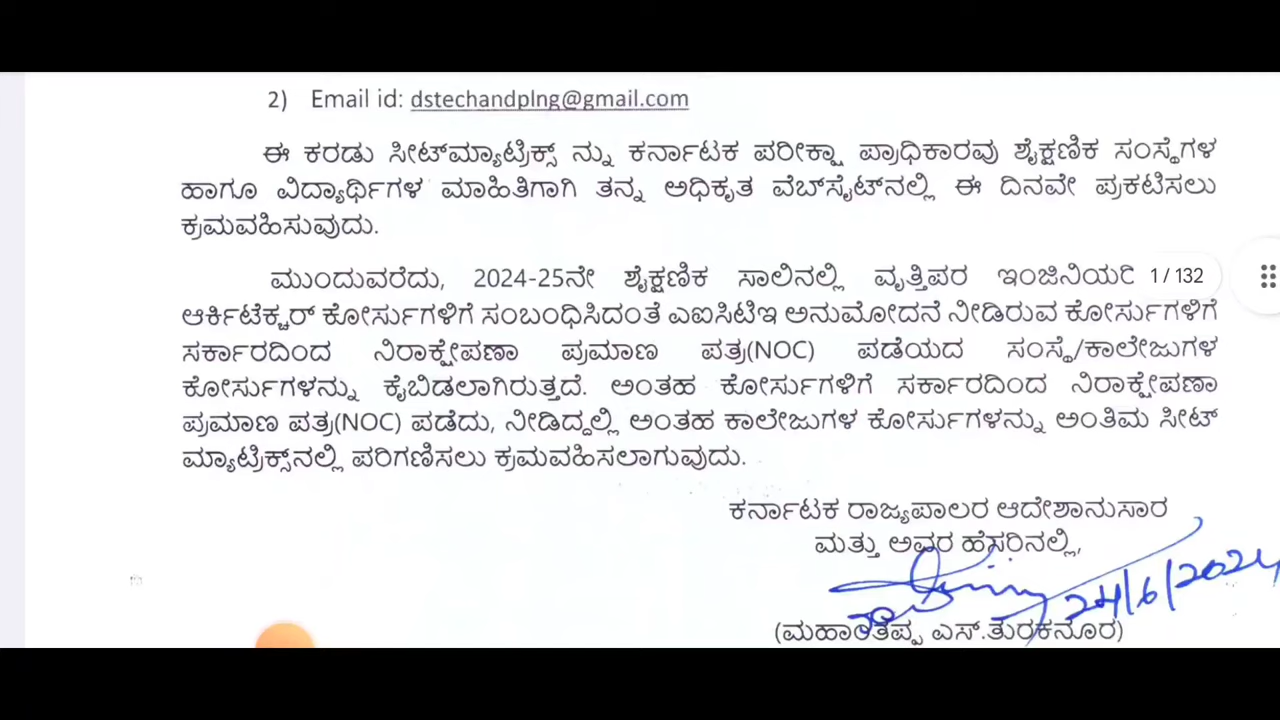 2) Email id: dstechandplng@gmail.com
ಈ ಕರಡು ಸೀಟ್‌ಮ್ಯಾಟ್ರಿಕ್ಸ್ ನ್ನು ಕರ್ನಾಟಕ ಪರೀಕ್ಷಾ ಪ್ರಾಧಿಕಾರವು ಶೈಕ್ಷಣಿಕ ಸಂಸ್ಥೆಗಳ
ಹಾಗೂ ವಿದ್ಯಾರ್ಥಿಗಳ ಮಾಹಿತಿಗಾಗಿ ತನ್ನ ಅಧಿಕೃತ ವೆಬ್‌ಸೈಟ್‌ನಲ್ಲಿ ಈ ದಿನವೇ ಪ್ರಕಟಿಸಲು
ಕ್ರಮವಹಿಸುವುದು.
ಮುಂದುವರೆದು, 2024-25ನೇ ಶೈಕ್ಷಣಿಕ ಸಾಲಿನಲ್ಲಿ ವೃತ್ತಿಪರ 1 / 132
ಆರ್ಕಿಟೆಕ್ಚರ್ ಕೋರ್ಸುಗಳಿಗೆ ಸಂಬಂಧಿಸಿದಂತೆ ಎಐಸಿಟಿಇ ಅನುಮೋದನೆ ನೀಡಿರುವ ಕೋರ್ಸುಗಳಿಗೆ
ಸರ್ಕಾರದಿಂದ ನಿರಾಕ್ಷೇಪಣಾ ಪ್ರಮಾಣ ಪತ್ರ(NOC) ಪಡೆಯದ ಸಂಸ್ಥೆ/ಕಾಲೇಜುಗಳ
ಕೋರ್ಸುಗಳನ್ನು ಕೈಬಿಡಲಾಗಿರುತ್ತದೆ. ಅಂತಹ ಕೋರ್ಸುಗಳಿಗೆ ಸರ್ಕಾರದಿಂದ ನಿರಾಕ್ಷೇಪಣಾ
ಪ್ರಮಾಣ ಪತ್ರ(NOC) ಪಡೆದು, ನೀಡಿದ್ದಲ್ಲಿ ಅಂತಹ ಕಾಲೇಜುಗಳ ಕೋರ್ಸುಗಳನ್ನು ಅಂತಿಮ ಸೀಟ್
ಮ್ಯಾಟ್ರಿಕ್ಸ್‌ನಲ್ಲಿ ಪರಿಗಣಿಸಲು ಕ್ರಮವಹಿಸಲಾಗುವುದು.
ಕರ್ನಾಟಕ ರಾಜ್ಯಪಾಲರ ಆದೇಶಾನುಸಾರ
ಮತ್ತು ಅವರ ಹೆಸರಿನಲ್ಲಿ,
24/6/2024
(ಮಹಾಂತಪ್ಪ ಎಸ್.ತುರಕನೂರ)